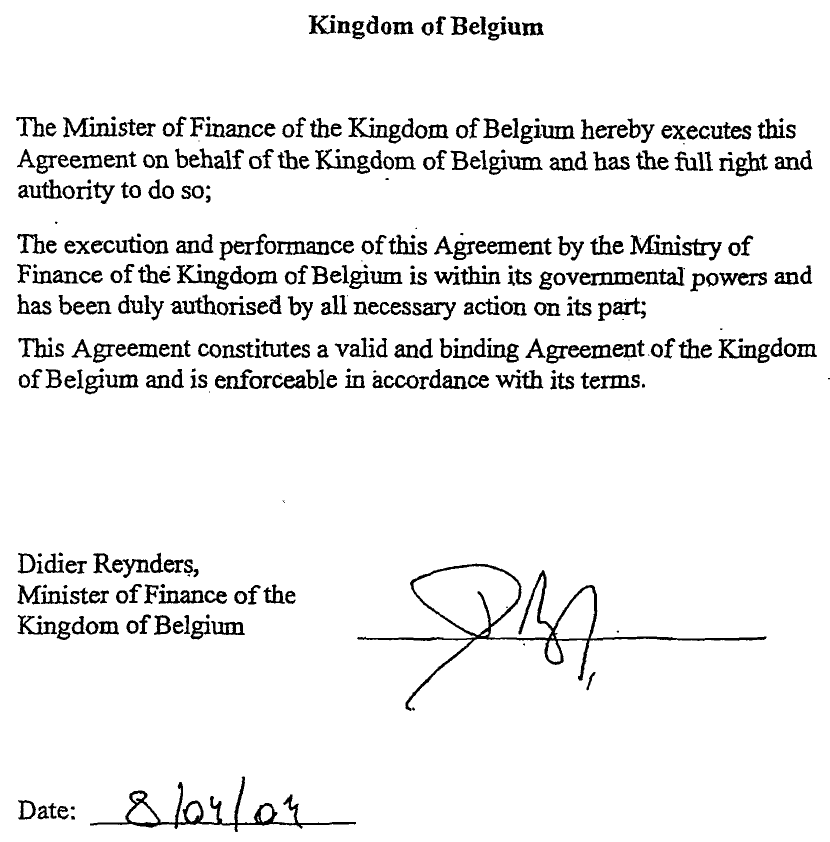 Kingdom of Belgium
The Minister of Finance of the Kingdom of Belgium hereby executes this
Agreement on behalf of the Kingdom of Belgium and has the full right and
authority to do so;
The execution and performance of this Agreement by the Ministry of
Finance of the Kingdom of Belgium is within its governmental powers and
has been duly authorised by all necessary action on its part;
This Agreement constitutes a valid and binding Agreement of the Kingdom
of Belgium and is enforceable in accordance with its terms.
Didier Reynders,
Minister of Finance of the
Kingdom of Belgium
Date: 8/04/04